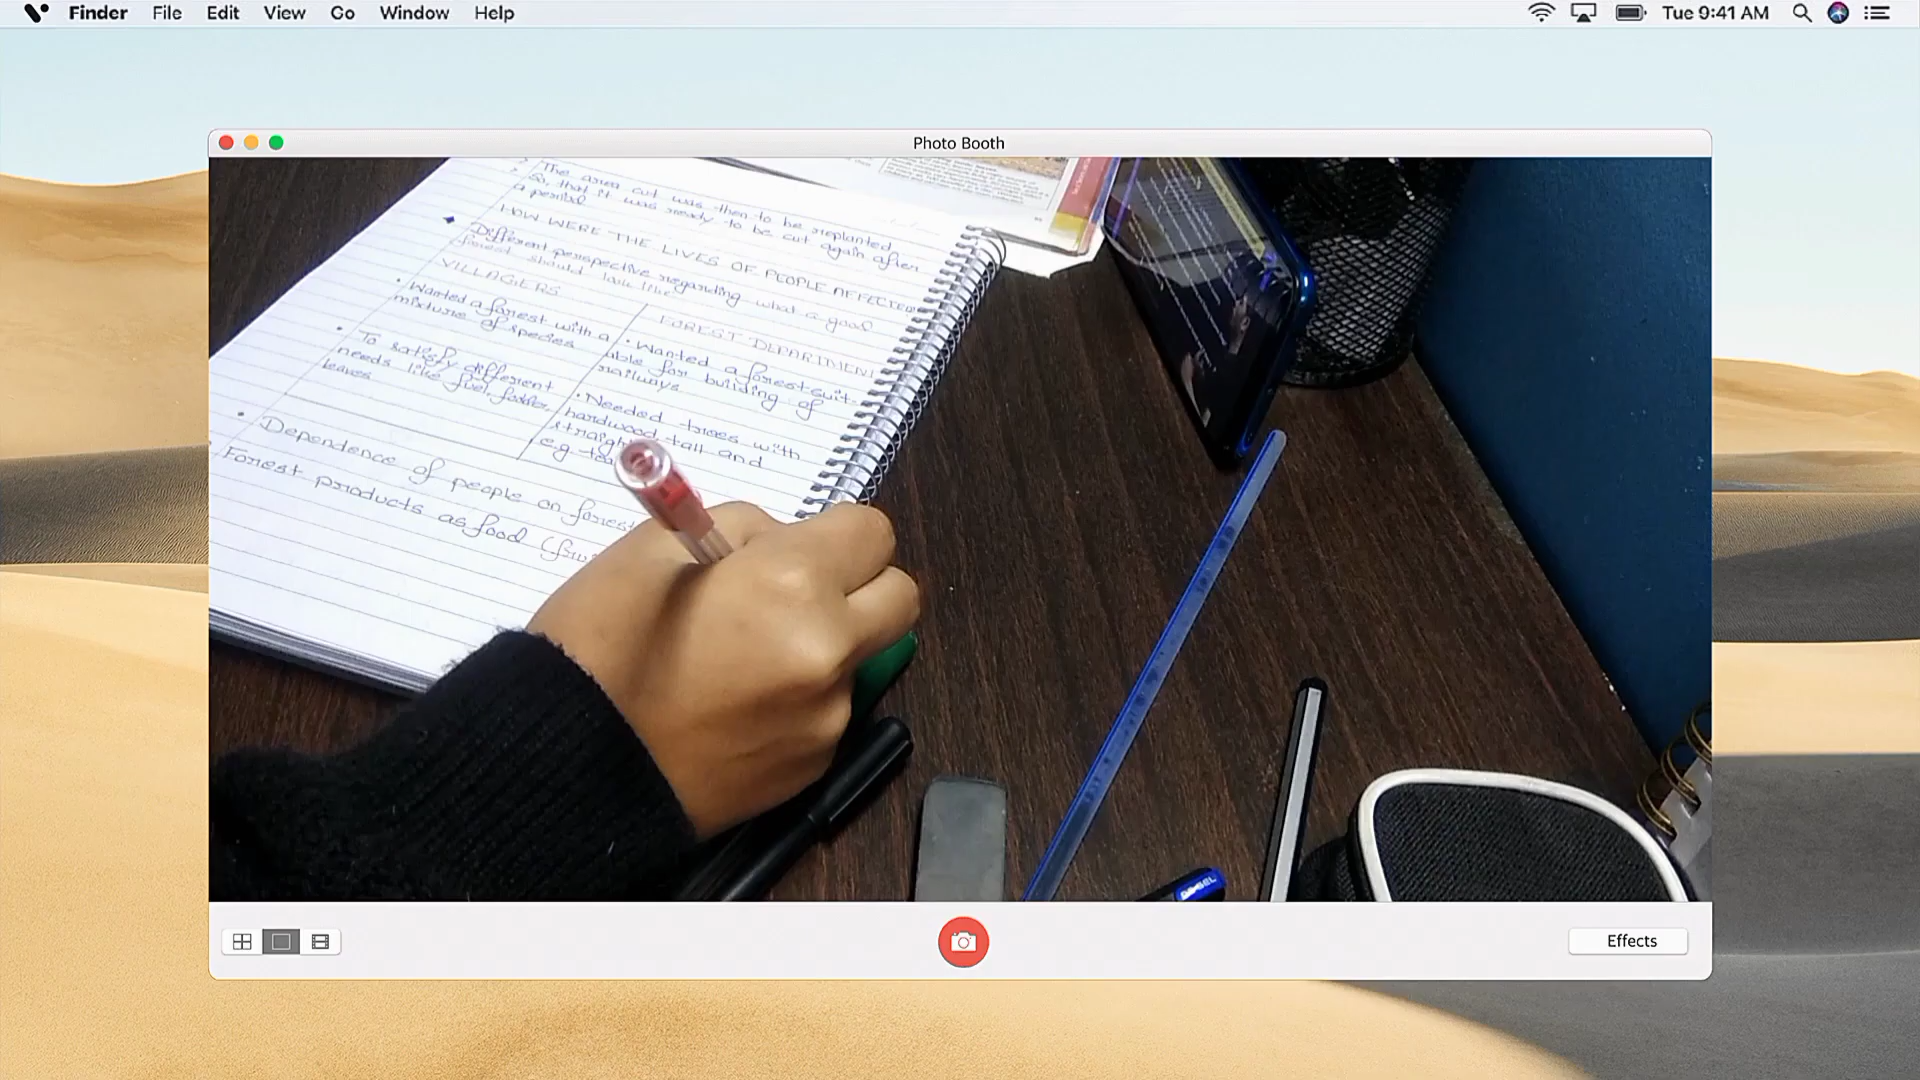 Finder File Edit View Go Window Help Tue 9:41 AM
Photo Booth
The area cut was then to be replanted
So, that it was ready to be cut again after
a period
HOW WERE THE LIVES OF PEOPLE AFFECTED
Different perspective regarding what a good
forest should look like
VILLAGERS
• Wanted a forest with a
mixture of species
• To satisfy different
needs like fuel, fodder,
leaves
FOREST DEPARTMENT
• Wanted a forest suit-
able for building of
railways.
• Needed trees with
hardwood tall and
straight
e.g. tea
• Dependence of people on forest
Forest products as food (fru
Effects